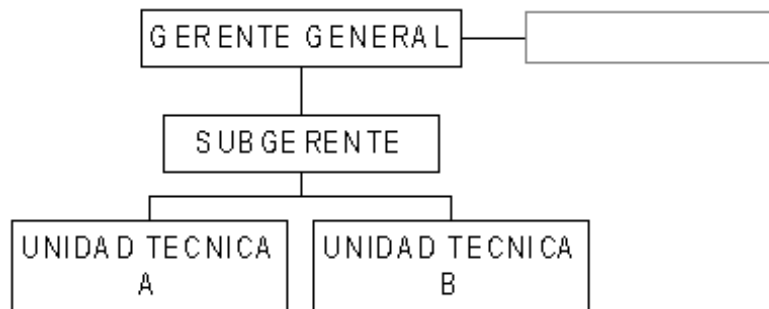 GERENTE GENERAL
SUBGERENTE
UNIDAD TECNICA
A
UNIDAD TECNICA
B